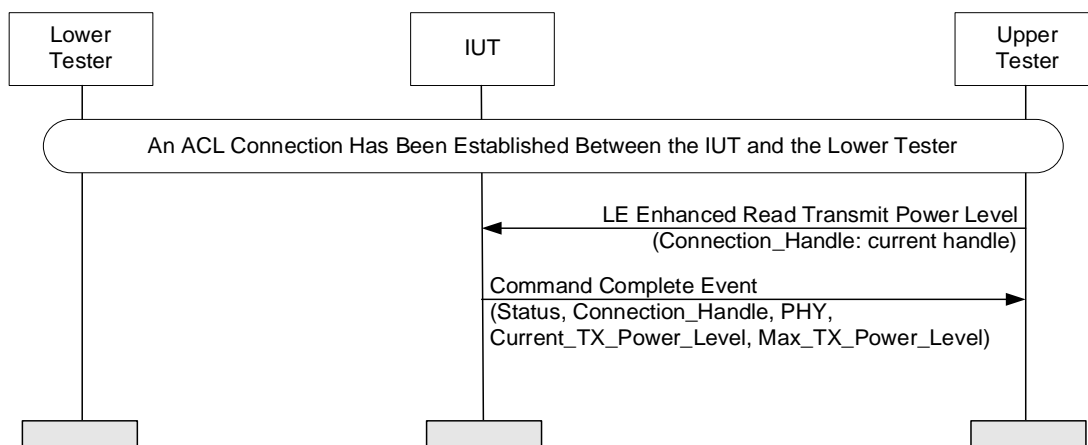 Lower
Tester
IUT
Upper
Tester
An ACL Connection Has Been Established Between the IUT and the Lower Tester
LE Enhanced Read Transmit Power Level
(Connection_Handle: current handle)
Command Complete Event
(Status, Connection_Handle, PHY,
Current_TX_Power_Level, Max_TX_Power_Level)